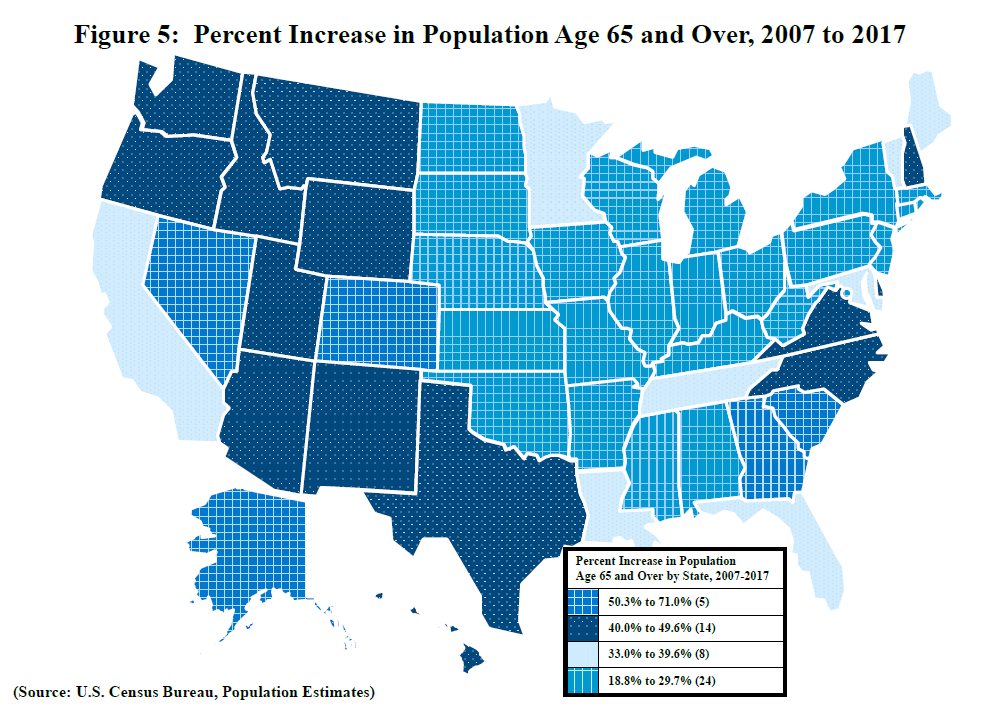 Figure 5:  Percent Increase in Population Age 65 and Over, 2007 to 2017
Percent Increase in Population
Age 65 and Over by State, 2007-2017
50.3% to 71.0% (5)
40.0% to 49.6% (14)
33.0% to 39.6% (8)
18.8% to 29.7% (24)
(Source: U.S. Census Bureau, Population Estimates)